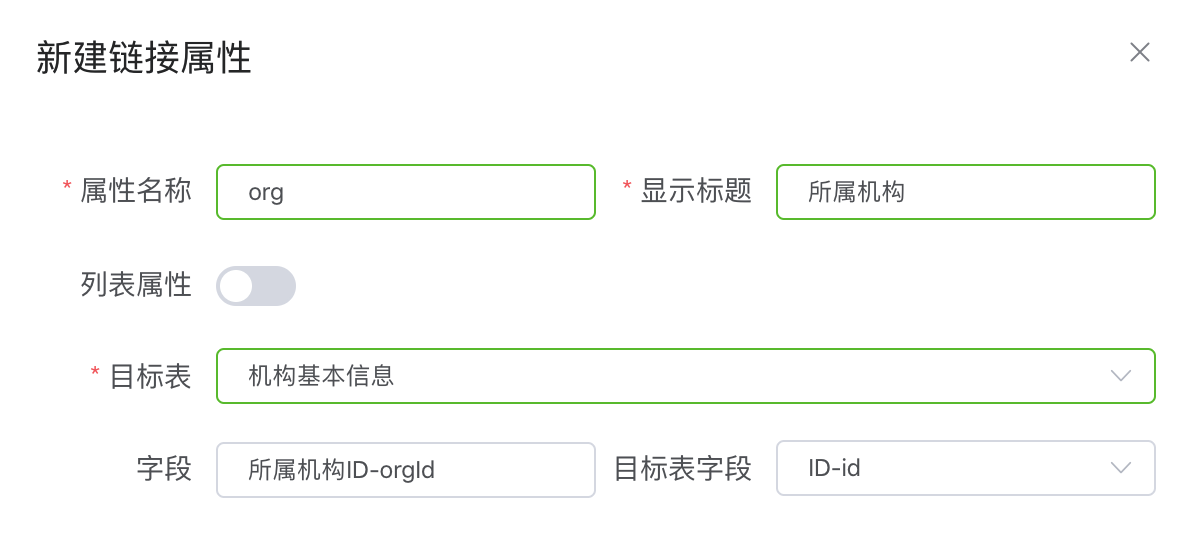 新建链接属性
* 属性名称 org * 显示标题 所属机构
列表属性
* 目标表 机构基本信息
字段 所属机构ID-orgId 目标表字段 ID-id